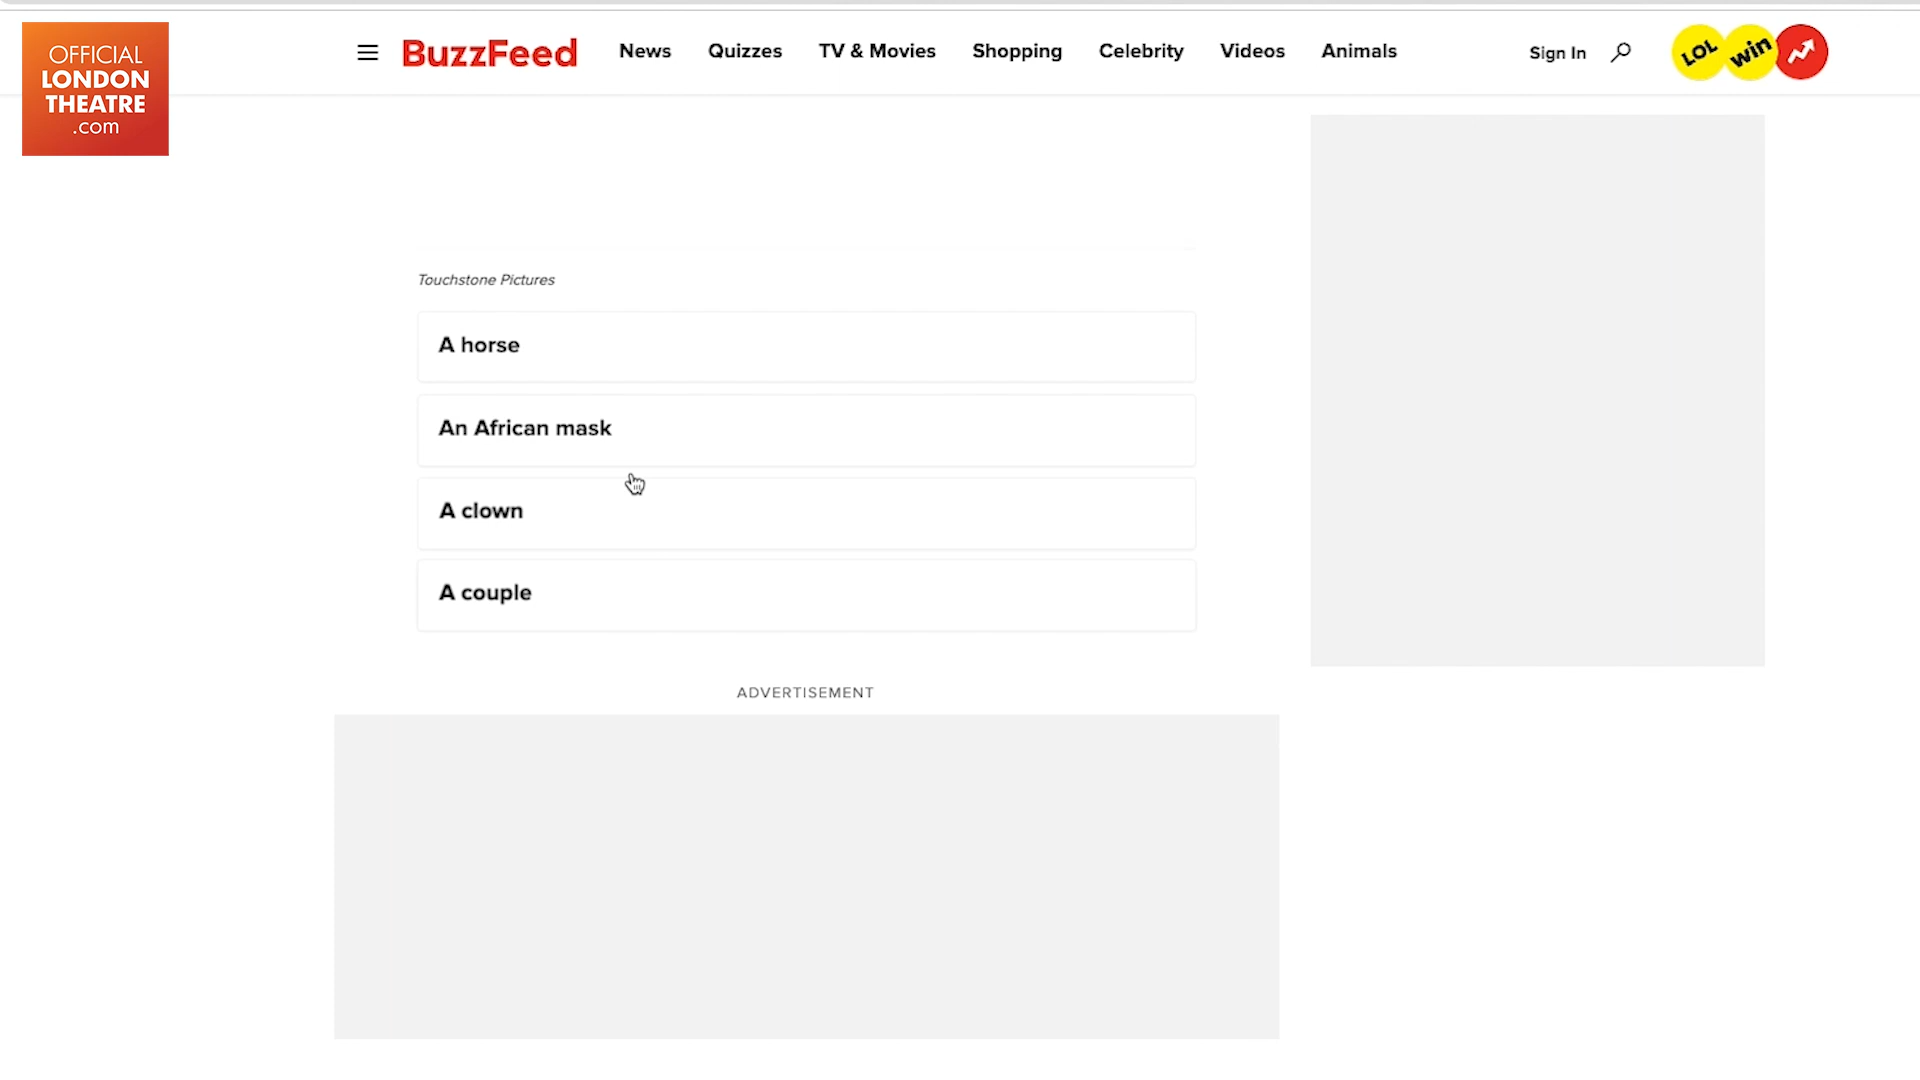 OFFICIAL
LONDON
THEATRE
.com
BuzzFeed News Quizzes TV & Movies Shopping Celebrity Videos Animals Sign In LOL win
Touchstone Pictures
A horse
An African mask
A clown
A couple
ADVERTISEMENT